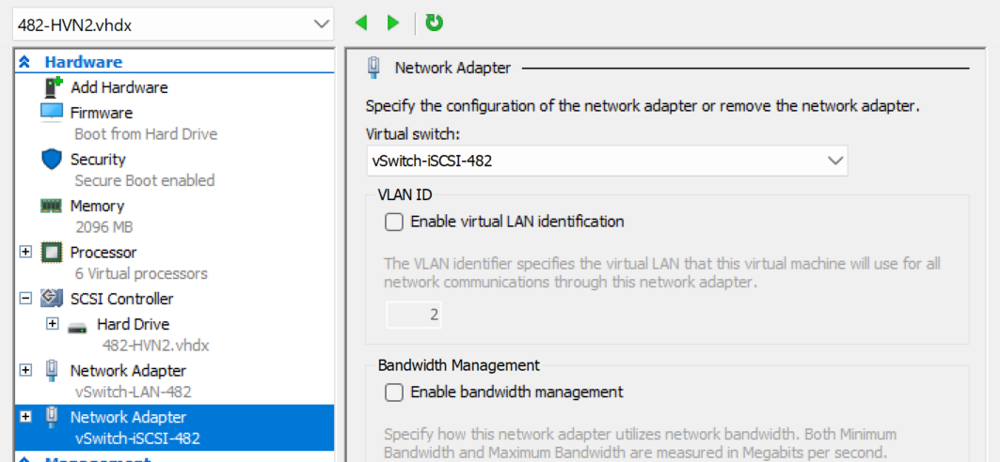 482-HVN2.vhdx
Hardware
Add Hardware
Firmware
Boot from Hard Drive
Security
Secure Boot enabled
Memory
2096 MB
Processor
6 Virtual processors
SCSI Controller
Hard Drive
482-HVN2.vhdx
Network Adapter
vSwitch-LAN-482
Network Adapter
vSwitch-iSCSI-482
Management
Network Adapter
Specify the configuration of the network adapter or remove the network adapter.
Virtual switch:
vSwitch-iSCSI-482
VLAN ID
Enable virtual LAN identification
The VLAN identifier specifies the virtual LAN that this virtual machine will use for all
network communications through this network adapter.
2
Bandwidth Management
Enable bandwidth management
Specify how this network adapter utilizes network bandwidth. Both Minimum
Bandwidth and Maximum Bandwidth are measured in Megabits per second.